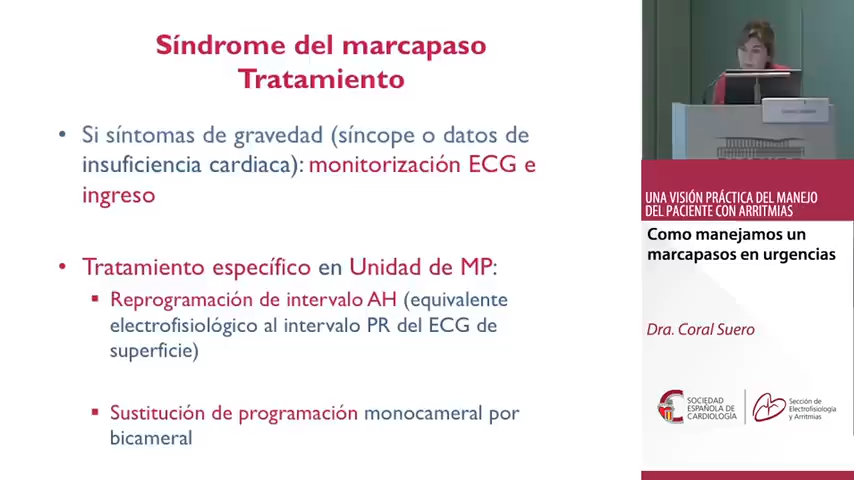 Síndrome del marcapaso
Tratamiento
• Si síntomas de gravedad (síncope o datos de
insuficiencia cardiaca): monitorización ECG e
ingreso
• Tratamiento específico en Unidad de MP:
▪ Reprogramación de intervalo AH (equivalente
electrofisiológico al intervalo PR del ECG de
superficie)
▪ Sustitución de programación monocameral por
bicameral
UNA VISIÓN PRÁCTICA DEL MANEJO
DEL PACIENTE CON ARRITMIAS
Como manejamos un
marcapasos en urgencias
Dra. Coral Suero
SOCIEDAD
ESPAÑOLA DE
CARDIOLOGÍA
Sección de
Electrofisiología
y Arritmias